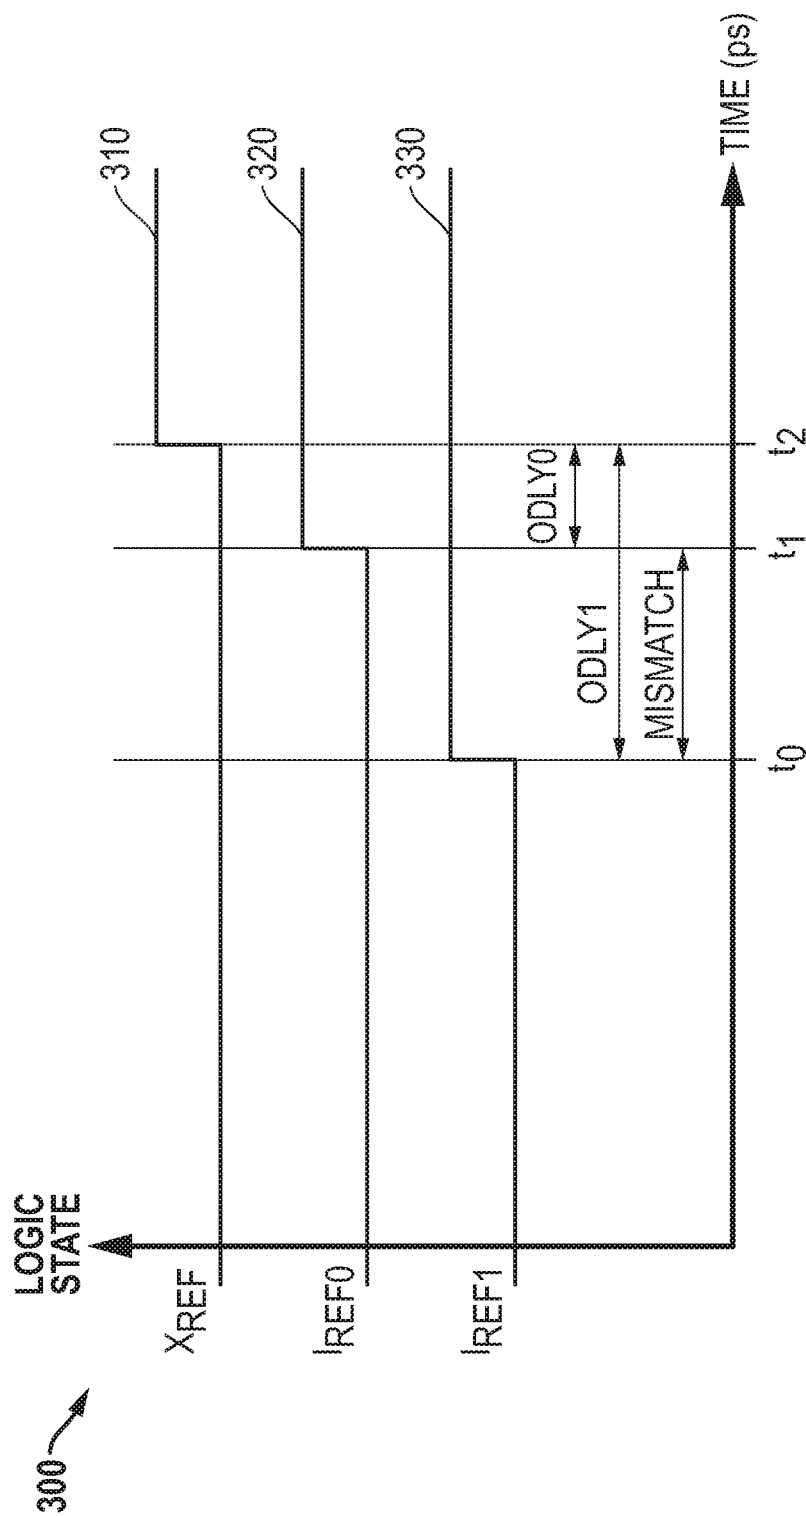 300
LOGIC
STATE
XREF
IREF0
IREF1
310
320
330
ODLY0
ODLY1
MISMATCH
t0
t1
t2
TIME (ps)